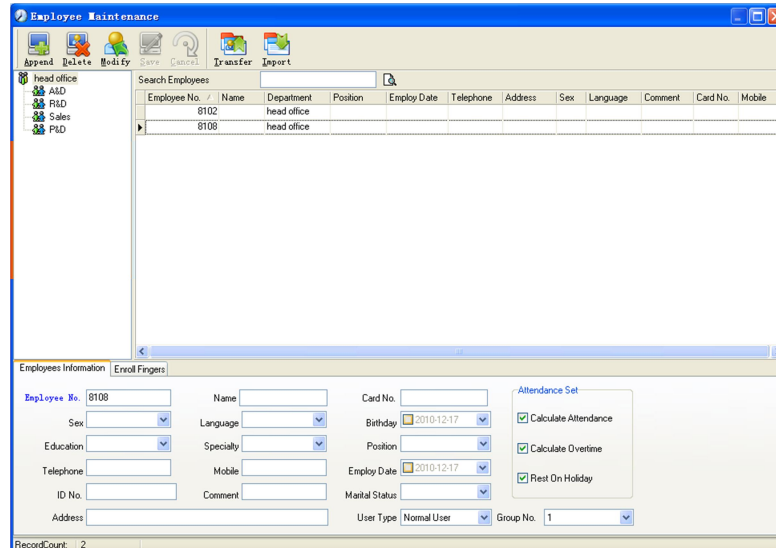 Employee Maintenance
Append Delete Modify Save Cancel Transfer Import
head office
A&D
R&D
Sales
P&D
Search Employees
Employee No. Name Department Position Employ Date Telephone Address Sex Language Comment Card No. Mobile
8102 head office
8108 head office
Employees Information Enroll Fingers
Employee No. 8108 Name Card No. Attendance Set
Sex Language Birthday 2010-12-17 Calculate Attendance
Education Specialty Position Calculate Overtime
Telephone Mobile Employ Date 2010-12-17 Rest On Holiday
ID No. Comment Marital Status
Address User Type Normal User Group No. 1
RecordCount: 2